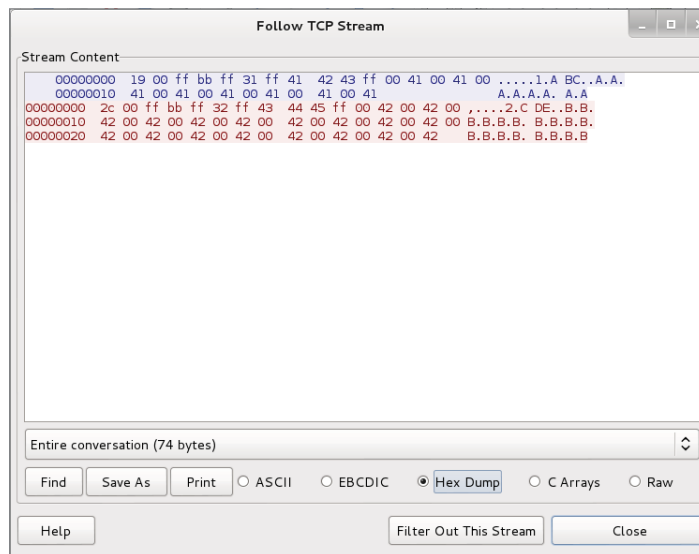 Follow TCP Stream
Stream Content
00000000 19 00 ff bb ff 31 ff 41 42 43 ff 00 41 00 41 00 .....1.A BC..A.A.
00000010 41 00 41 00 41 00 41 00 41 00 41 A.A.A.A. A.A
00000000 2c 00 ff bb ff 32 ff 43 44 45 ff 00 42 00 42 00 ,....2.C DE..B.B.
00000010 42 00 42 00 42 00 42 00 42 00 42 00 42 00 42 00 B.B.B.B. B.B.B.B.
00000020 42 00 42 00 42 00 42 00 42 00 42 00 42 B.B.B.B. B.B.B
Entire conversation (74 bytes)
Find Save As Print ASCII EBCDIC Hex Dump C Arrays Raw
Help Filter Out This Stream Close